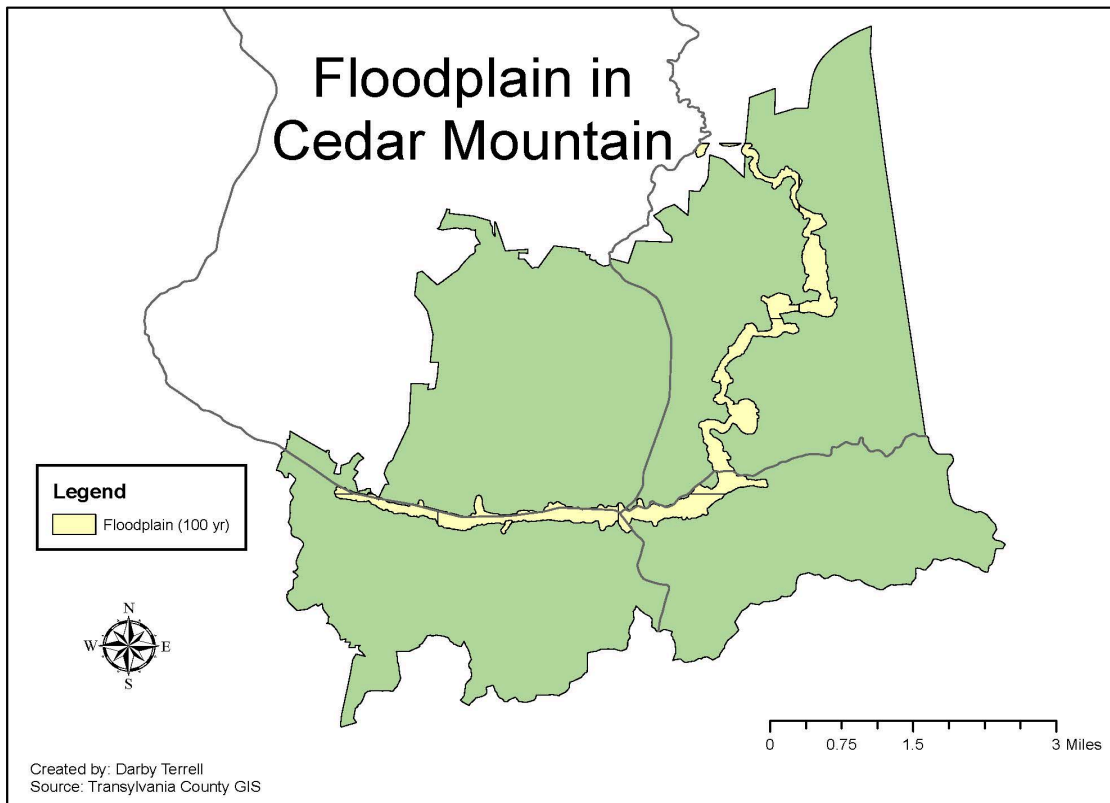 Floodplain in
Cedar Mountain
Legend
Floodplain (100 yr)
N
W E
S
0 0.75 1.5 3 Miles
Created by: Darby Terrell
Source: Transylvania County GIS